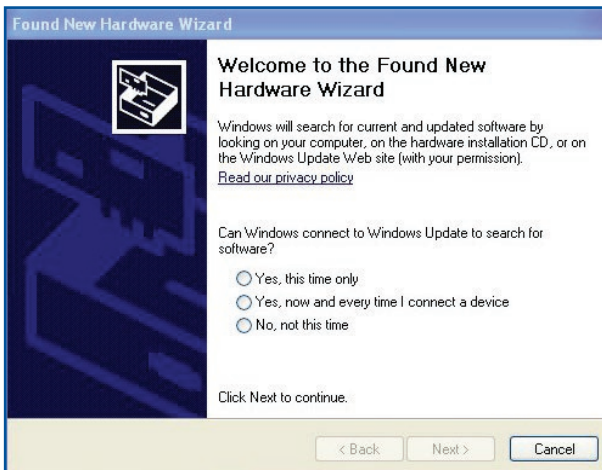 Found New Hardware Wizard
Welcome to the Found New
Hardware Wizard
Windows will search for current and updated software by
looking on your computer, on the hardware installation CD, or on
the Windows Update Web site (with your permission).
Read our privacy policy
Can Windows connect to Windows Update to search for
software?
Yes, this time only
Yes, now and every time I connect a device
No, not this time
Click Next to continue.
< Back Next > Cancel